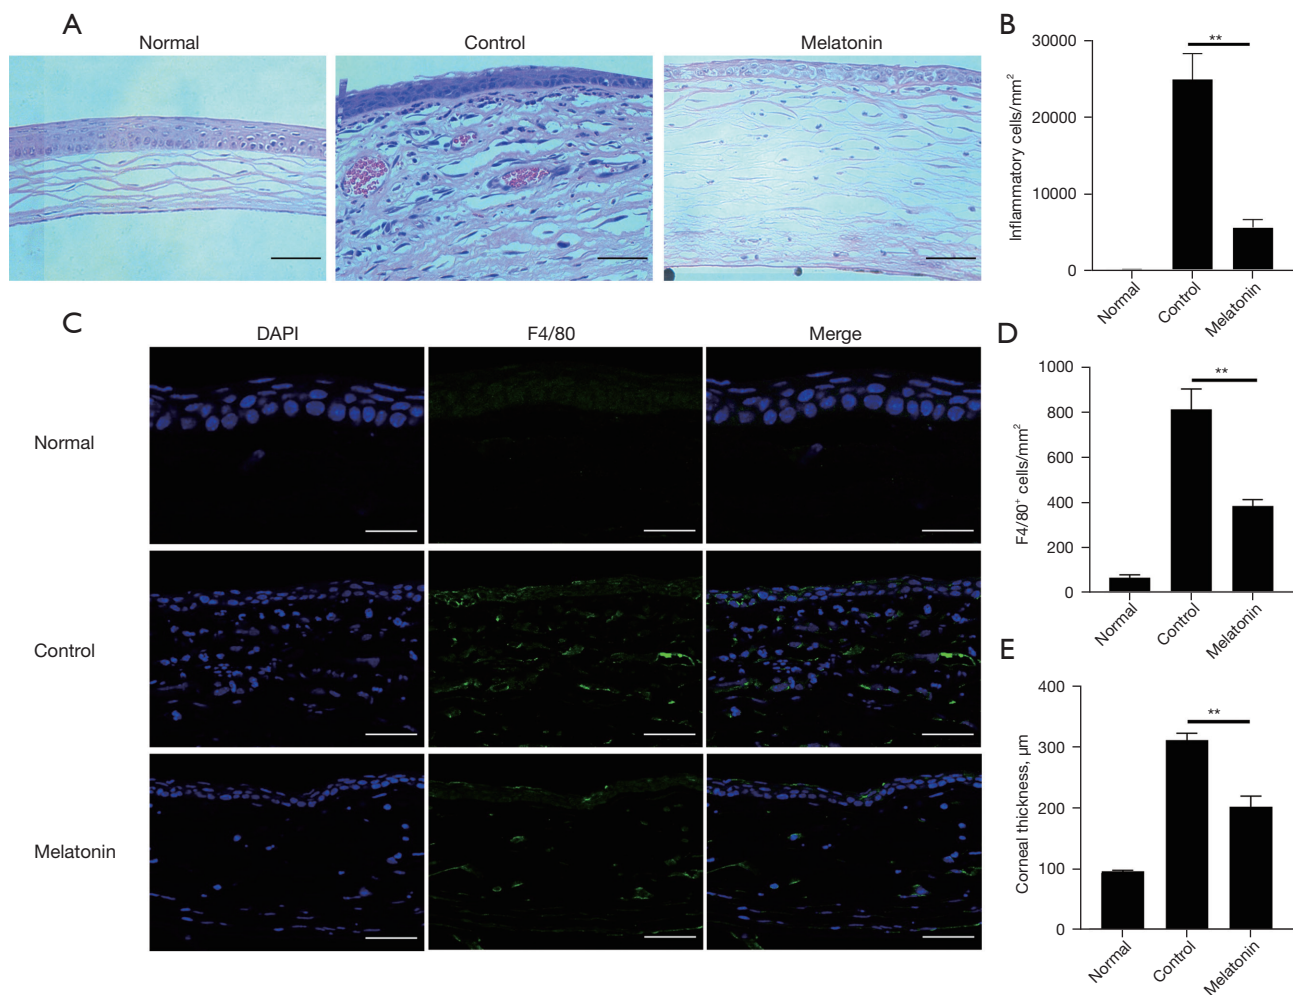 A
Normal
Control
Melatonin
B
30000
20000
10000
0
Inflammatory cells/mm²
**
Normal
Control
Melatonin
C
DAPI
F4/80
Merge
Normal
Control
Melatonin
D
1000
800
600
400
200
0
F4/80⁺ cells/mm²
**
Normal
Control
Melatonin
E
400
300
200
100
0
Corneal thickness, μm
**
Normal
Control
Melatonin